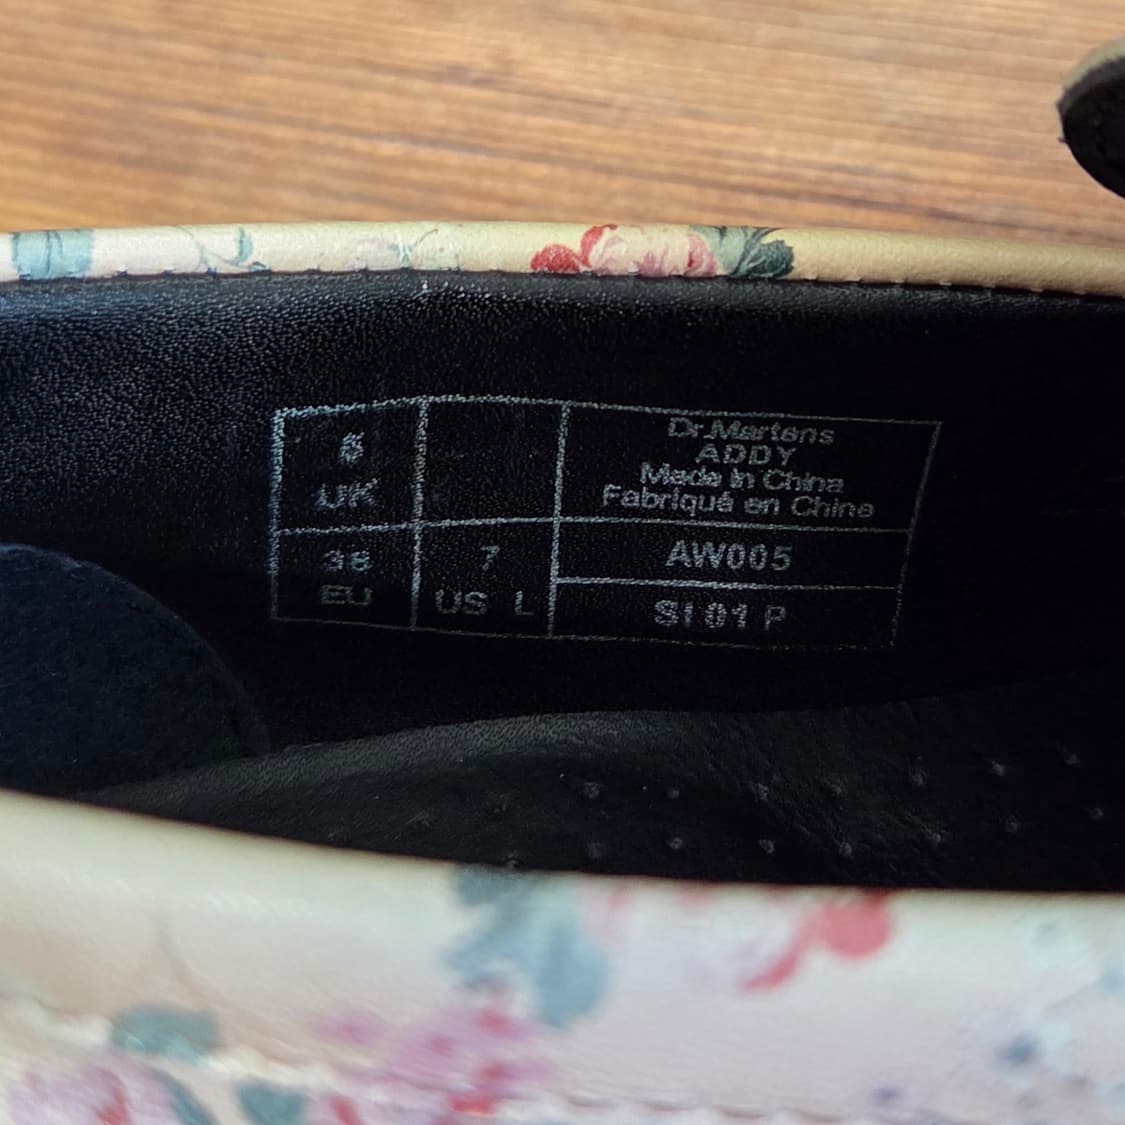 5
UK
38
EU
7
US L
Dr.Martens
ADDY
Made in China
Fabriqué en China
AW005
SI 01 P